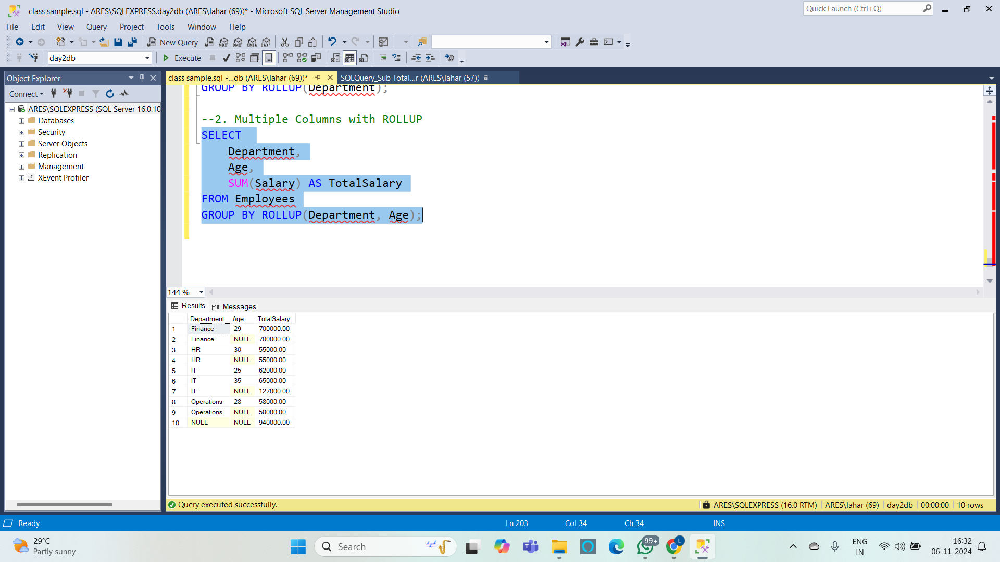 class sample.sql - ARES\SQLEXPRESS.day2db (ARES\lahar (69))* - Microsoft SQL Server Management Studio
Quick Launch (Ctrl+Q)
File Edit View Query Project Tools Window Help
New Query MDX DMX XMLA DAX
day2db Execute
Object Explorer
class sample.sql -...db (ARES\lahar (69))* SQLQuery_Sub Total...r (ARES\lahar (57))
Connect
ARES\SQLEXPRESS (SQL Server 16.0.10
Databases
Security
Server Objects
Replication
Management
XEvent Profiler
GROUP BY ROLLUP(Department);
--2. Multiple Columns with ROLLUP
SELECT
Department,
Age,
SUM(Salary) AS TotalSalary
FROM Employees
GROUP BY ROLLUP(Department, Age);
144 %
Results Messages
Department Age TotalSalary
1 Finance 29 700000.00
2 Finance NULL 700000.00
3 HR 30 55000.00
4 HR NULL 55000.00
5 IT 25 62000.00
6 IT 35 65000.00
7 IT NULL 127000.00
8 Operations 28 58000.00
9 Operations NULL 58000.00
10 NULL NULL 940000.00
Query executed successfully. ARES\SQLEXPRESS (16.0 RTM) ARES\lahar (69) day2db 00:00:00 10 rows
Ready Ln 203 Col 34 Ch 34 INS
29°C
Partly sunny
Search
99+
L
ENG
IN
16:32
06-11-2024